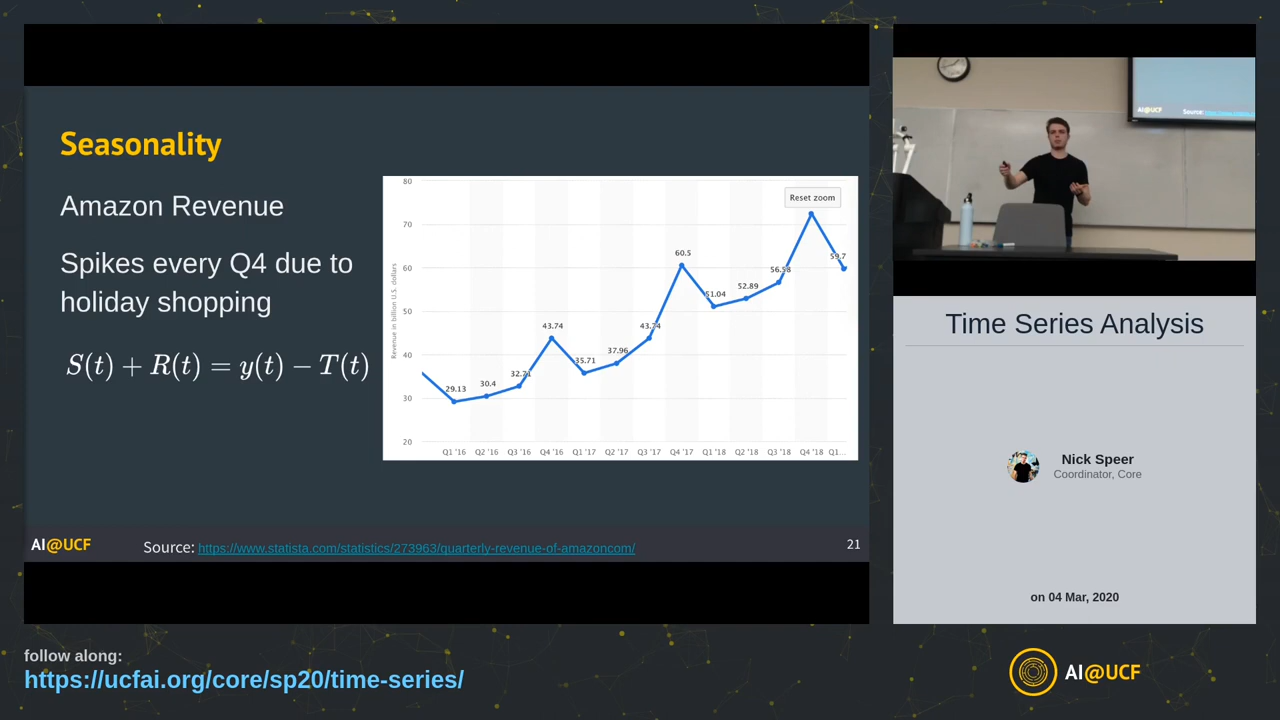 Seasonality
Amazon Revenue
Spikes every Q4 due to
holiday shopping
S(t) + R(t) = y(t) − T(t)
Reset zoom
Revenue in billion U.S. dollars
80
70
60
50
40
30
20
29.13
30.4
32.71
43.74
35.71
37.96
43.74
60.5
51.04
52.89
56.58
59.7
Q1 '16
Q2 '16
Q3 '16
Q4 '16
Q1 '17
Q2 '17
Q3 '17
Q4 '17
Q1 '18
Q2 '18
Q3 '18
Q4 '18
Q1...
AI@UCF
Source: https://www.statista.com/statistics/273963/quarterly-revenue-of-amazoncom/
21
AI@UCF
Source:
Time Series Analysis
Nick Speer
Coordinator, Core
on 04 Mar, 2020
follow along:
https://ucfai.org/core/sp20/time-series/
AI@UCF